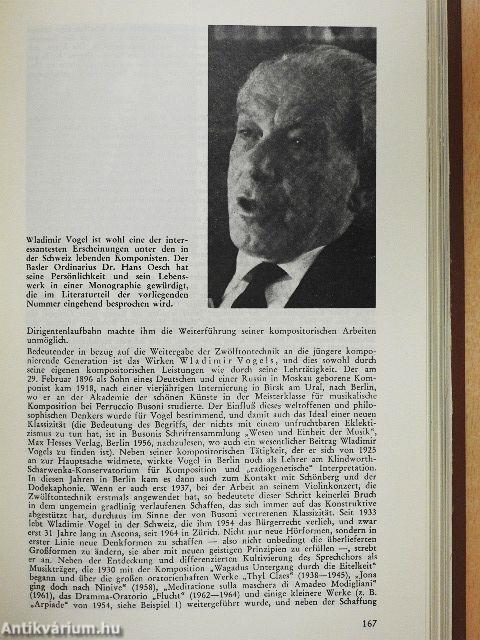 Wladimir Vogel ist wohl eine der inter-
essantesten Erscheinungen unter den in
der Schweiz lebenden Komponisten. Der
Basler Ordinarius Dr. Hans Oesch hat
seine Persönlichkeit und sein Lebens-
werk in einer Monographie gewürdigt,
die im Literaturteil der vorliegenden
Nummer eingehend besprochen wird.
Dirigentenlaufbahn machte ihm die Weiterführung seiner kompositorischen Arbeiten
unmöglich.
Bedeutender in bezug auf die Weitergabe der Zwölftontechnik an die jüngere kompo-
nierende Generation ist das Wirken Wladimir Vogels, und dies sowohl durch
seine eigenen kompositorischen Leistungen wie durch seine Lehrtätigkeit. Der am
29. Februar 1896 als Sohn eines Deutschen und einer Russin in Moskau geborene Kom-
ponist kam 1918, nach einer vierjährigen Internierung in Birsk am Ural, nach Berlin,
wo er an der Akademie der schönen Künste in der Meisterklasse für musikalische
Komposition bei Ferruccio Busoni studierte. Der Einfluß dieses weltoffenen und philo-
sophischen Denkers wurde für Vogel bestimmend, und damit auch das Ideal einer neuen
Klassizität (die Bedeutung des Begriffs, der nichts mit einem unfruchtbaren Eklekti-
zismus zu tun hat, ist in Busonis Schriftensammlung „Wesen und Einheit der Musik“,
Max Hesses Verlag, Berlin 1956, nachzulesen, wo auch ein wesentlicher Beitrag Wladimir
Vogels zu finden ist). Neben seiner kompositorischen Tätigkeit, der er sich von 1925
an zur Hauptsache widmete, wirkte Vogel in Berlin noch als Lehrer am Klindworth-
Scharwenka-Konservatorium für Komposition und „radiogenetische“ Interpretation.
In diesen Jahren in Berlin kam es dann auch zum Kontakt mit Schönberg und der
Dodekaphonie. Wenn er auch erst 1937, bei der Arbeit an seinem Violinkonzert, die
Zwölftontechnik erstmals angewendet hat, so bedeutete dieser Schritt keinerlei Bruch
in dem ungemein gradlinig verlaufenen Schaffen, das sich immer auf das Konstruktive
abgestützt hat, durchaus im Sinne der von Busoni vertretenen Klassizität. Seit 1933
lebt Wladimir Vogel in der Schweiz, die ihm 1954 das Bürgerrecht verlieh, und zwar
erst 31 Jahre lang in Ascona, seit 1964 in Zürich. Nicht nur neue Hörformen, sondern in
erster Linie neue Denkformen zu schaffen — also nicht unbedingt die überlieferten
Großformen zu ändern, sie aber mit neuen geistigen Prinzipien zu erfüllen —, strebt
er an. Neben der Entdeckung und differenzierten Kultivierung des Sprechchors als
Musikträger, die 1930 mit der Komposition „Wagadus Untergang durch die Eitelkeit“
begann und über die großen oratorienhaften Werke „Thyl Claes“ (1938—1945), „Jona
ging doch nach Ninive“ (1958), „Meditazione sulla maschera di Amadeo Modigliani“
(1961), das Dramma-Oratorio „Flucht“ (1962—1964) und einige kleinere Werke (z. B.
„Arpiade“ von 1954, siehe Beispiel 1) weitergeführt wurde, und neben der Schaffung
167
Antikvárium.hu